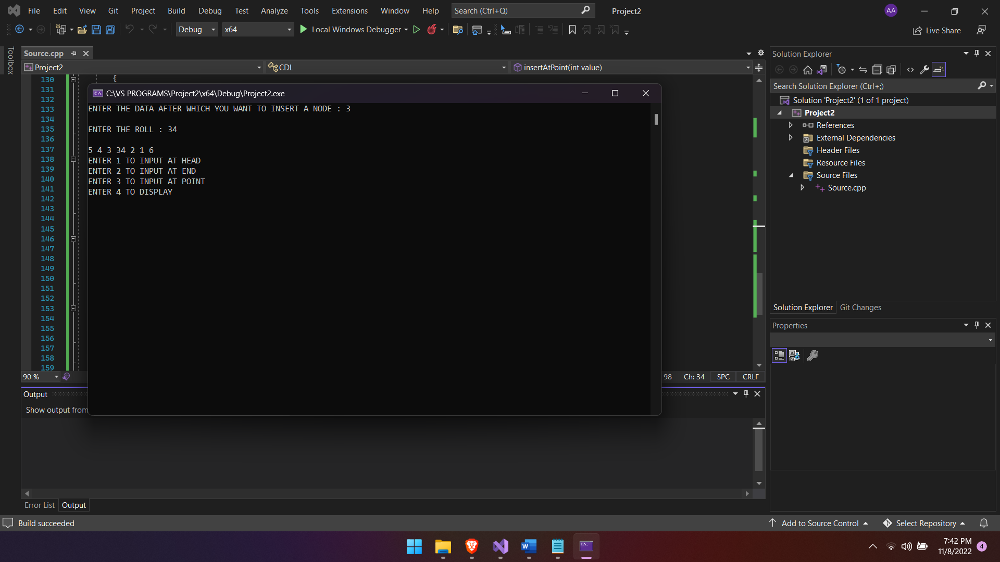 File Edit View Git Project Build Debug Test Analyze Tools Extensions Window Help Search (Ctrl+Q) Project2 AA
Debug x64 Local Windows Debugger Live Share
Toolbox
Source.cpp
Project2 CDL insertAtPoint(int value)
130 {
131
132
133
134
135
136
137
138
139
140
141
142
143
144
145
146
147
148
149
150
151
152
153
154
155
156
157
158
159
C:\VS PROGRAMS\Project2\x64\Debug\Project2.exe
ENTER THE DATA AFTER WHICH YOU WANT TO INSERT A NODE : 3
ENTER THE ROLL : 34
5 4 3 34 2 1 6
ENTER 1 TO INPUT AT HEAD
ENTER 2 TO INPUT AT END
ENTER 3 TO INPUT AT POINT
ENTER 4 TO DISPLAY
90 % 98 Ch: 34 SPC CRLF
Output
Show output from
Error List Output
Solution Explorer
Search Solution Explorer (Ctrl+;)
Solution 'Project2' (1 of 1 project)
Project2
References
External Dependencies
Header Files
Resource Files
Source Files
Source.cpp
Solution Explorer Git Changes
Properties
Build succeeded Add to Source Control Select Repository
7:42 PM
11/8/2022 4